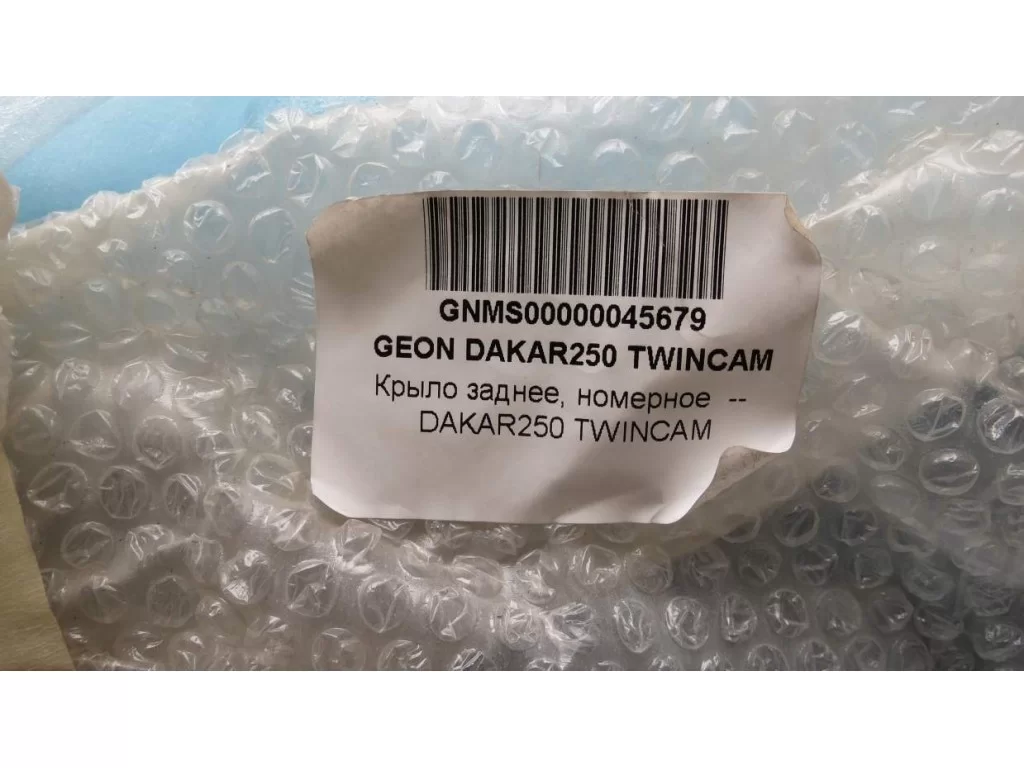 GNMS00000045679
GEON DAKAR250 TWINCAM
Крыло заднее, номерное --
DAKAR250 TWINCAM